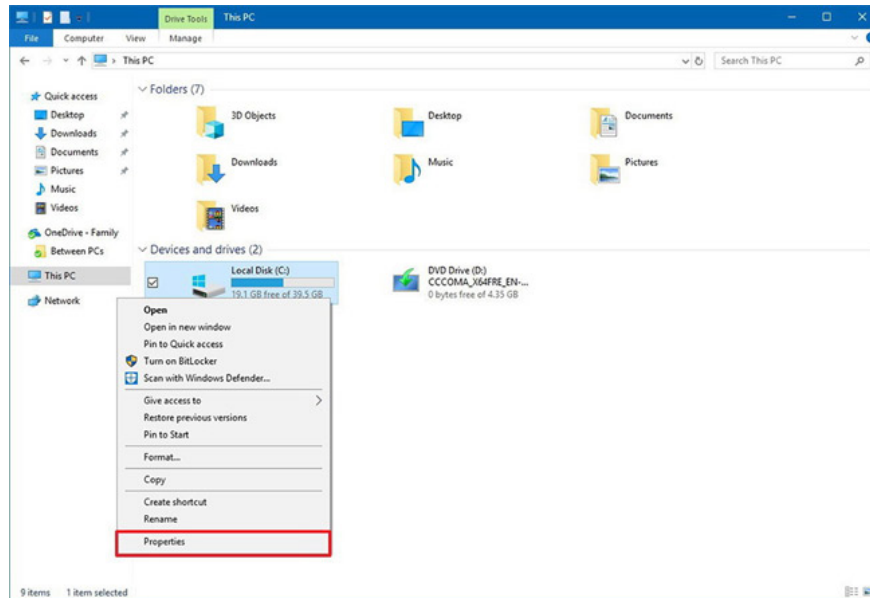 Drive Tools This PC
File Computer View Manage
This PC Search This PC
Quick access
Desktop
Downloads
Documents
Pictures
Music
Videos
OneDrive - Family
Between PCs
This PC
Network
Folders (7)
3D Objects Desktop Documents
Downloads Music Pictures
Videos
Devices and drives (2)
Local Disk (C:)
19.1 GB free of 39.5 GB
DVD Drive (D:)
CCCOMA_X64FRE_EN-...
0 bytes free of 4.35 GB
Open
Open in new window
Pin to Quick access
Turn on BitLocker
Scan with Windows Defender...
Give access to
Restore previous versions
Pin to Start
Format...
Copy
Create shortcut
Rename
Properties
9 items 1 item selected